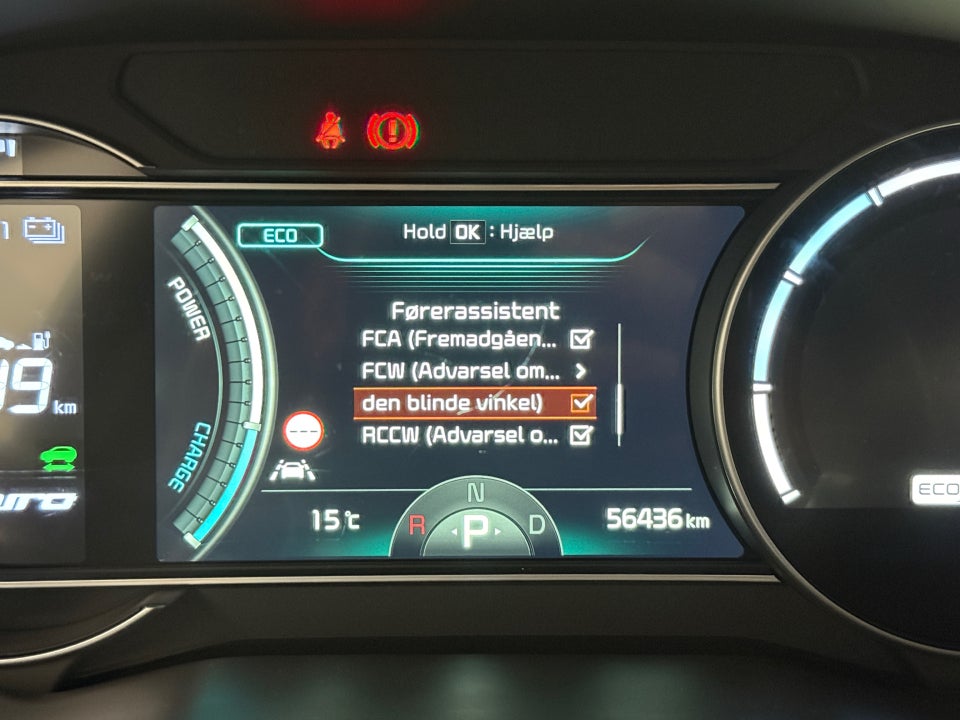 ECO
Hold OK : Hjælp
POWER
Førerassistent
FCA (Fremadgåen...
FCW (Advarsel om...
den blinde vinkel)
RCCW (Advarsel o...
CHARGE
km
---
15 °C
N
R P D
56436 km
ECO